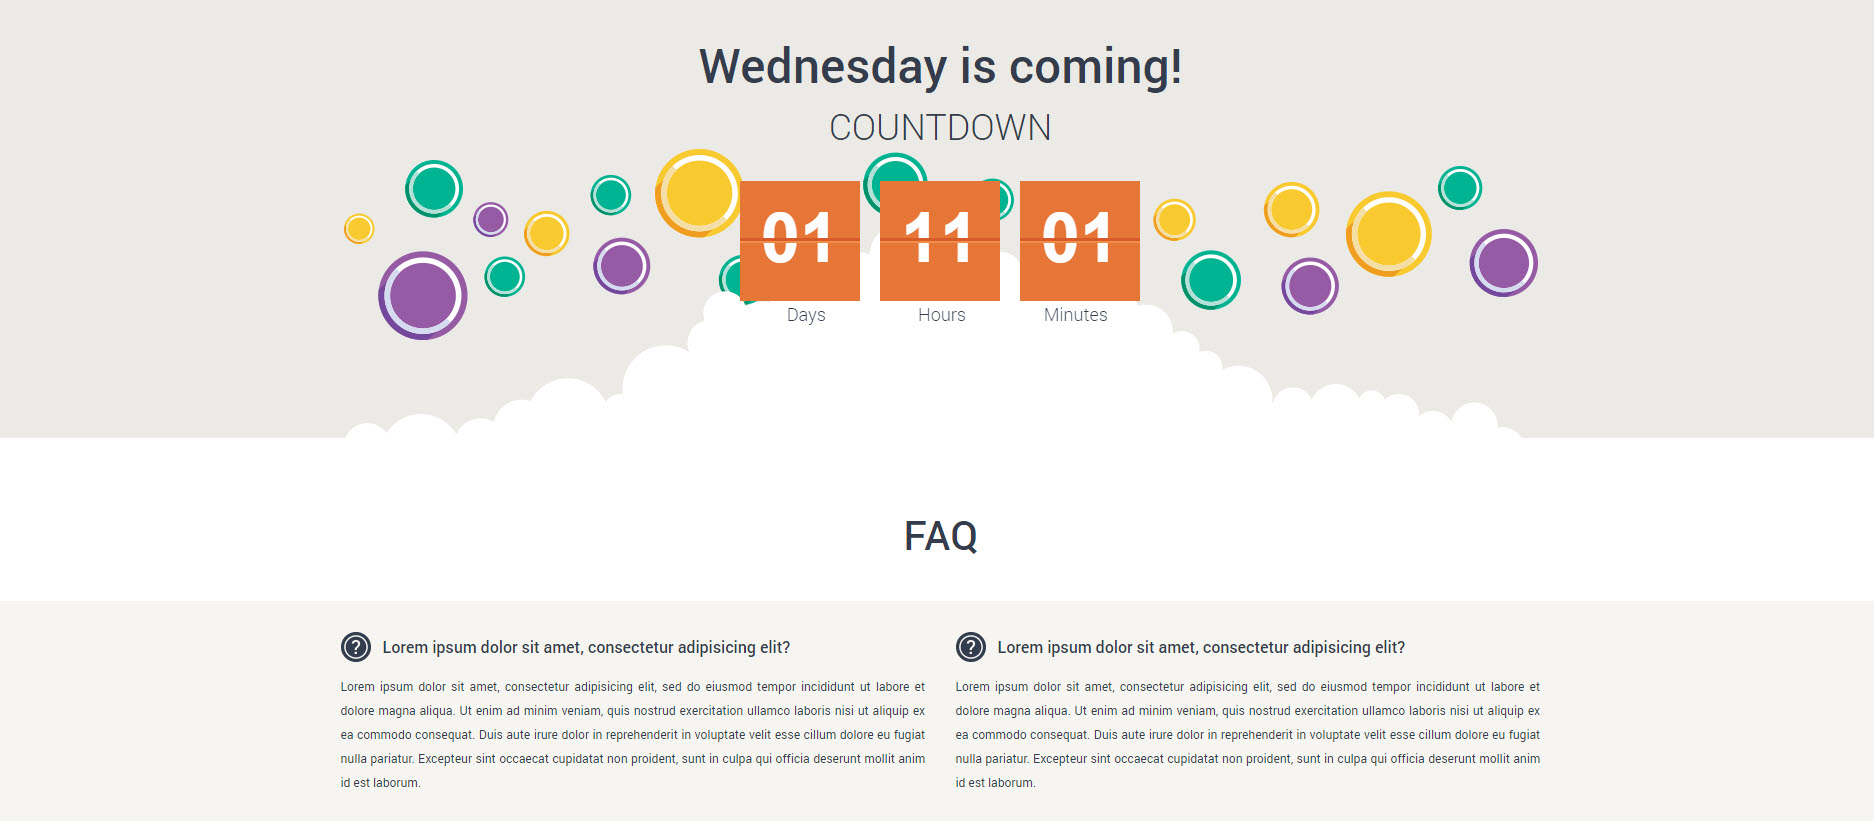 Wednesday is coming!
COUNTDOWN
01 11 01
Days Hours Minutes
FAQ
? Lorem ipsum dolor sit amet, consectetur adipisicing elit?
Lorem ipsum dolor sit amet, consectetur adipisicing elit, sed do eiusmod tempor incididunt ut labore et
dolore magna aliqua. Ut enim ad minim veniam, quis nostrud exercitation ullamco laboris nisi ut aliquip ex
ea commodo consequat. Duis aute irure dolor in reprehenderit in voluptate velit esse cillum dolore eu fugiat
nulla pariatur. Excepteur sint occaecat cupidatat non proident, sunt in culpa qui officia deserunt mollit anim
id est laborum.
? Lorem ipsum dolor sit amet, consectetur adipisicing elit?
Lorem ipsum dolor sit amet, consectetur adipisicing elit, sed do eiusmod tempor incididunt ut labore et
dolore magna aliqua. Ut enim ad minim veniam, quis nostrud exercitation ullamco laboris nisi ut aliquip ex
ea commodo consequat. Duis aute irure dolor in reprehenderit in voluptate velit esse cillum dolore eu fugiat
nulla pariatur. Excepteur sint occaecat cupidatat non proident, sunt in culpa qui officia deserunt mollit anim
id est laborum.